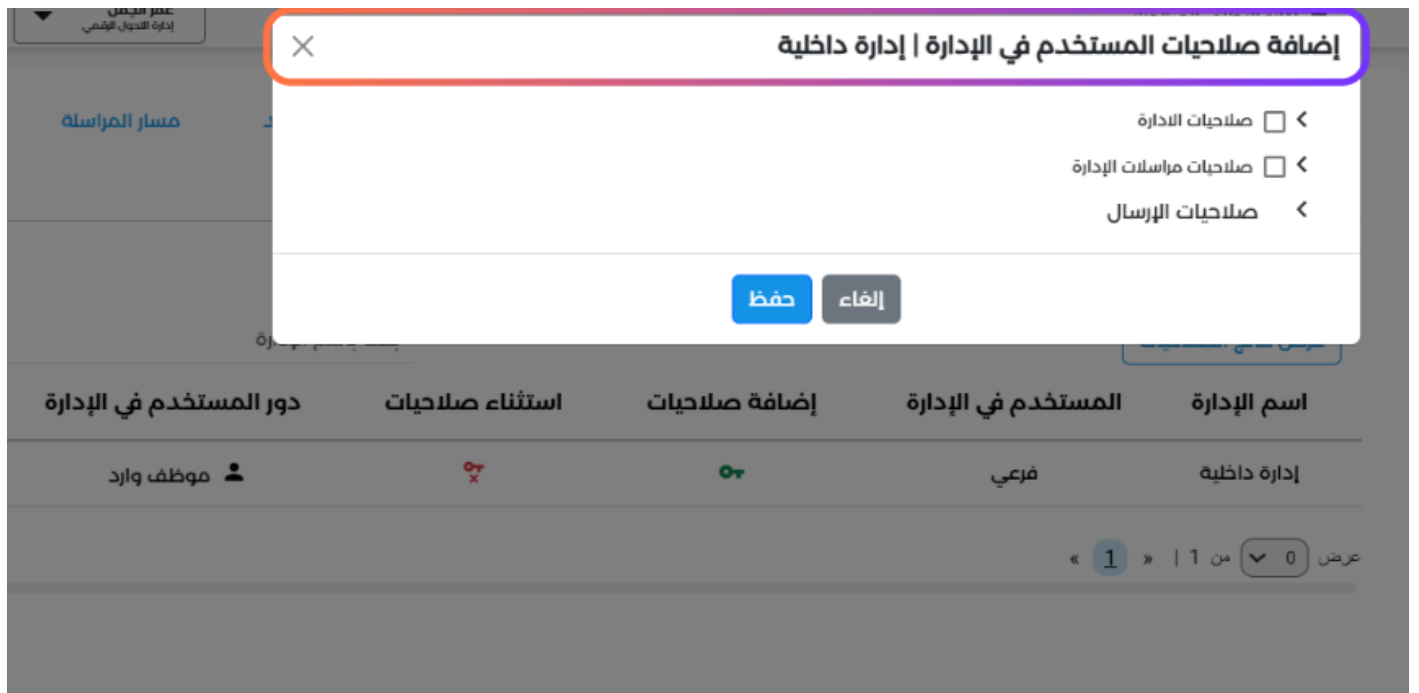 عمر الجمل
إدارة التحول الرقمي
إضافة صلاحيات المستخدم في الإدارة | إدارة داخلية
مسار المراسلة
صلاحيات الادارة
صلاحيات مراسلات الإدارة
صلاحيات الإرسال
إلغاء حفظ
اسم الإدارة المستخدم في الإدارة إضافة صلاحيات استثناء صلاحيات دور المستخدم في الإدارة
إدارة داخلية فرعي موظف وارد
عرض 0 من 1 | « 1 »